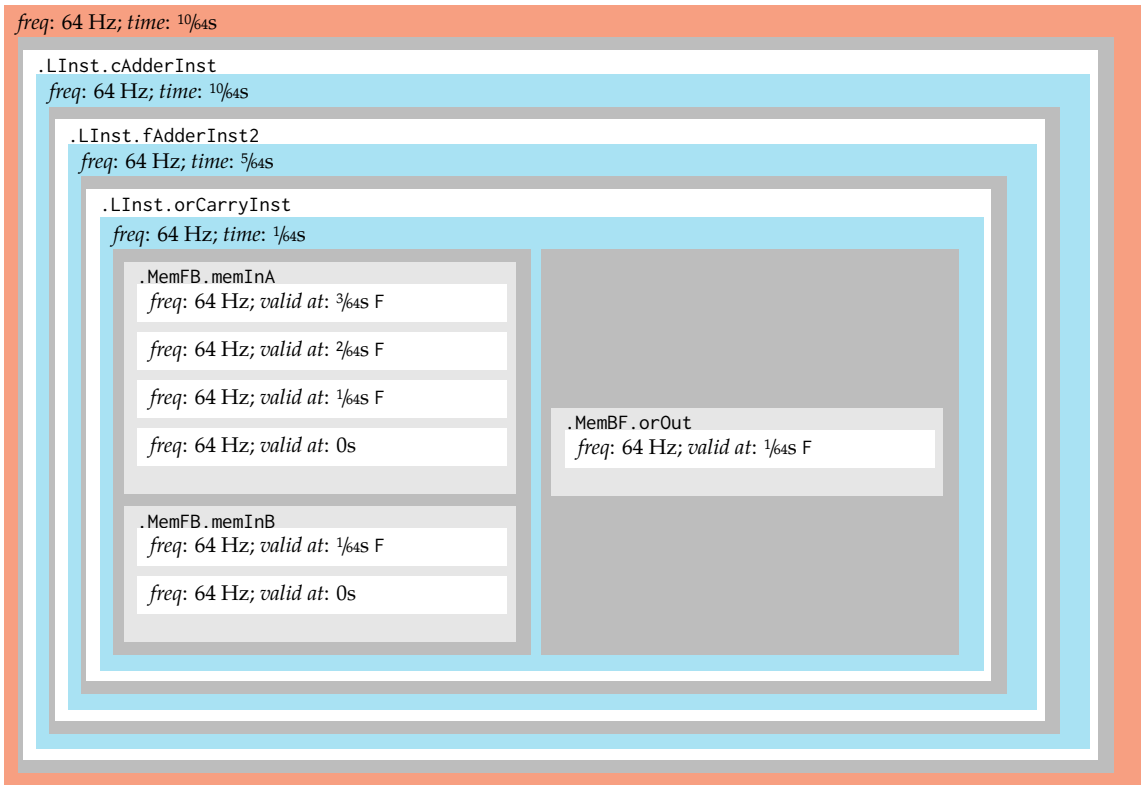 freq: 64 Hz; time: 10/64s
.LInst.cAdderInst
freq: 64 Hz; time: 10/64s
.LInst.fAdderInst2
freq: 64 Hz; time: 5/64s
.LInst.orCarryInst
freq: 64 Hz; time: 1/64s
.MemFB.memInA
freq: 64 Hz; valid at: 3/64s F
freq: 64 Hz; valid at: 2/64s F
freq: 64 Hz; valid at: 1/64s F
freq: 64 Hz; valid at: 0s
.MemFB.memInB
freq: 64 Hz; valid at: 1/64s F
freq: 64 Hz; valid at: 0s
.MemBF.orOut
freq: 64 Hz; valid at: 1/64s F